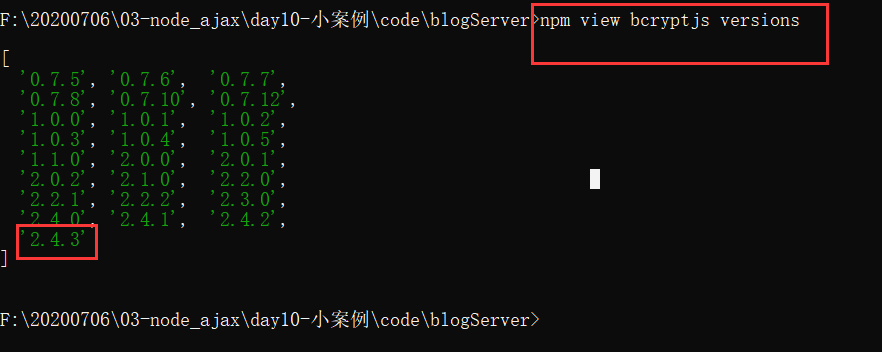 F:\20200706\03-node_ajax\day10-小案例\code\blogServer>npm view bcryptjs versions
[
'0.7.5', '0.7.6', '0.7.7',
'0.7.8', '0.7.10', '0.7.12',
'1.0.0', '1.0.1', '1.0.2',
'1.0.3', '1.0.4', '1.0.5',
'1.1.0', '2.0.0', '2.0.1',
'2.0.2', '2.1.0', '2.2.0',
'2.2.1', '2.2.2', '2.3.0',
'2.4.0', '2.4.1', '2.4.2',
'2.4.3'
]
F:\20200706\03-node_ajax\day10-小案例\code\blogServer>